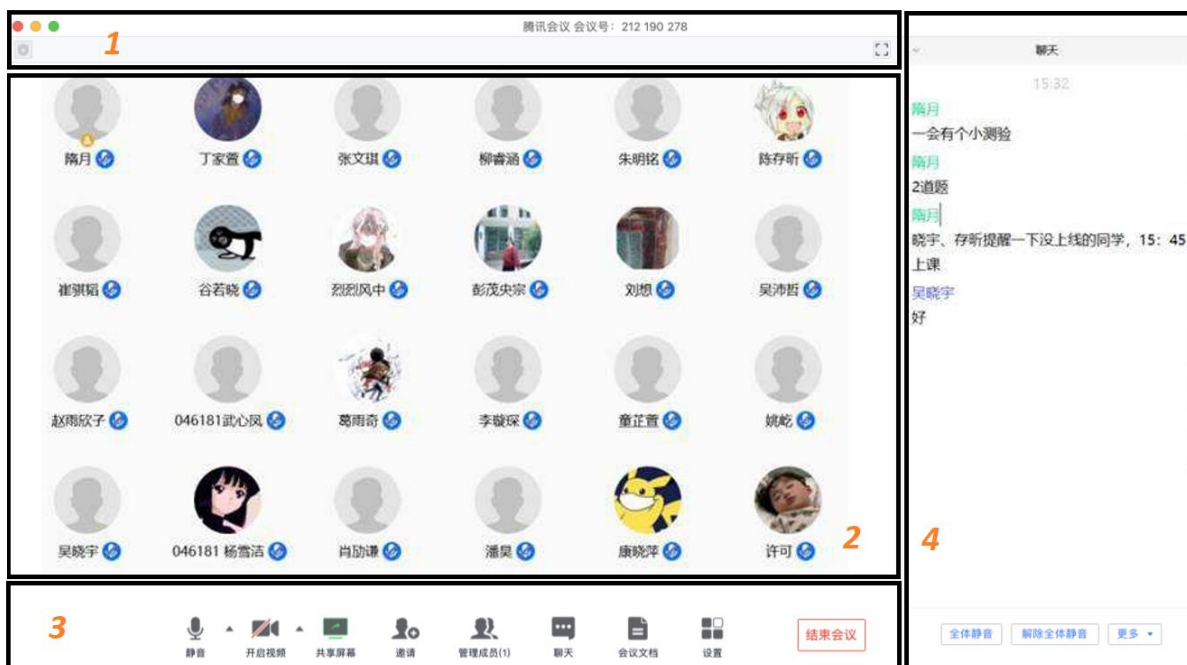 腾讯会议 会议号：212 190 278
1
隋月
丁家萱
张文琪
柳睿涵
朱明铭
陈存昕
崔骐韬
谷若晓
烈烈风中
彭茂央宗
刘想
吴沛哲
赵雨欣子
046181武心凤
葛雨奇
李璇琛
童芷萱
姚屹
吴晓宇
046181 杨雪洁
肖励谦
潘昊
康晓萍
许可
2
3
静音
开启视频
共享屏幕
邀请
管理成员(1)
聊天
会议文档
设置
结束会议
聊天
15:32
隋月
一会有个小测验
隋月
2道题
隋月
晓宇、存昕提醒一下没上线的同学，15：45
上课
吴晓宇
好
4
全体静音
解除全体静音
更多